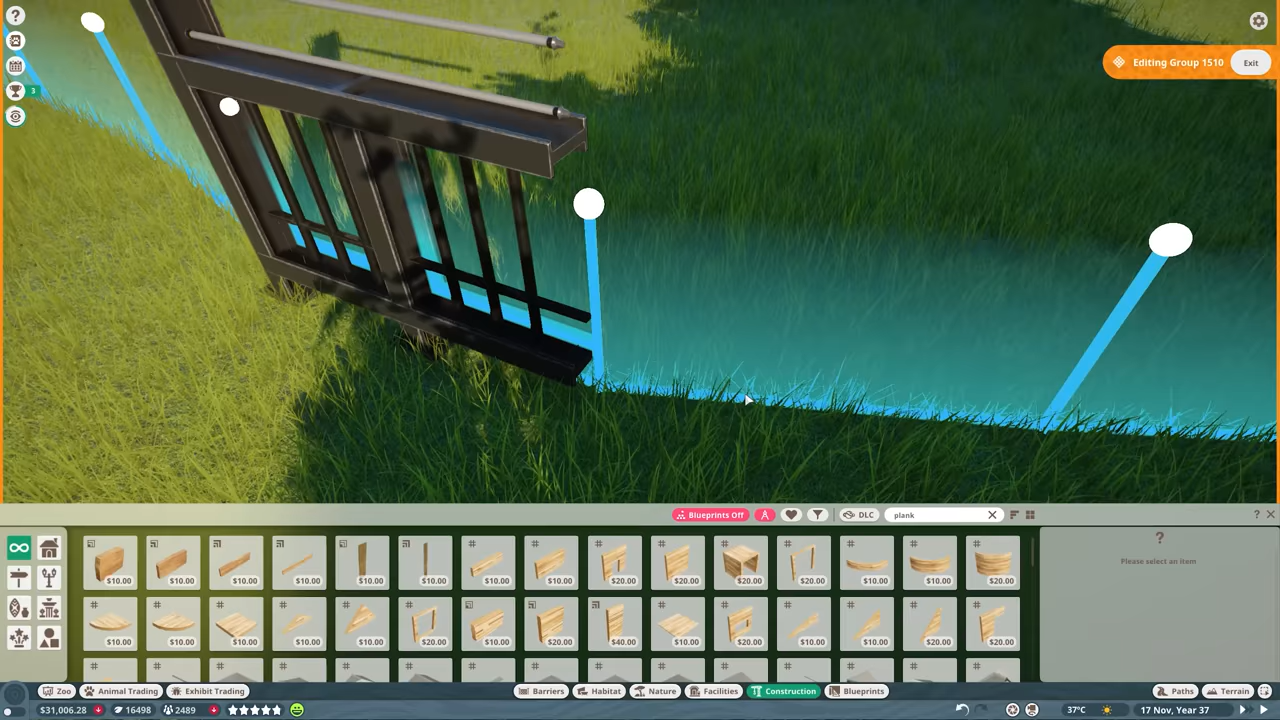 ?
Editing Group 1510
Exit
3
Blueprints Off
DLC
plank
?
?
Please select an item
$10.00 $10.00 $10.00 $10.00 $10.00 $10.00 $10.00 $10.00 $20.00 $20.00 $20.00 $20.00 $10.00 $10.00 $20.00
$10.00 $10.00 $10.00 $10.00 $10.00 $20.00 $10.00 $20.00 $40.00 $10.00 $20.00 $10.00 $10.00 $20.00 $20.00
Zoo
Animal Trading
Exhibit Trading
Barriers
Habitat
Nature
Facilities
Construction
Blueprints
Paths
Terrain
$31,006.28
16498
2489
37°C
17 Nov, Year 37